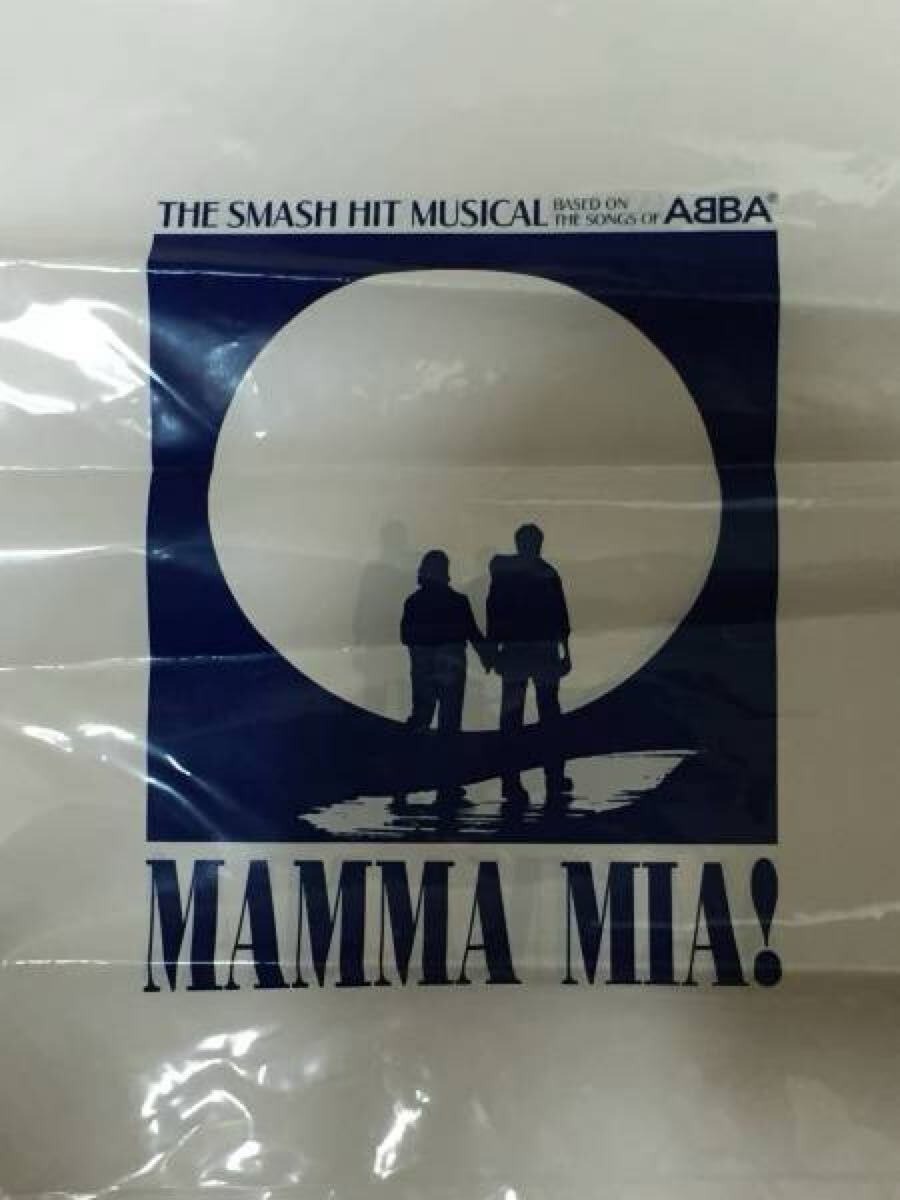 THE SMASH HIT MUSICAL BASED ON THE SONGS OF ABBA®
MAMMA MIA!